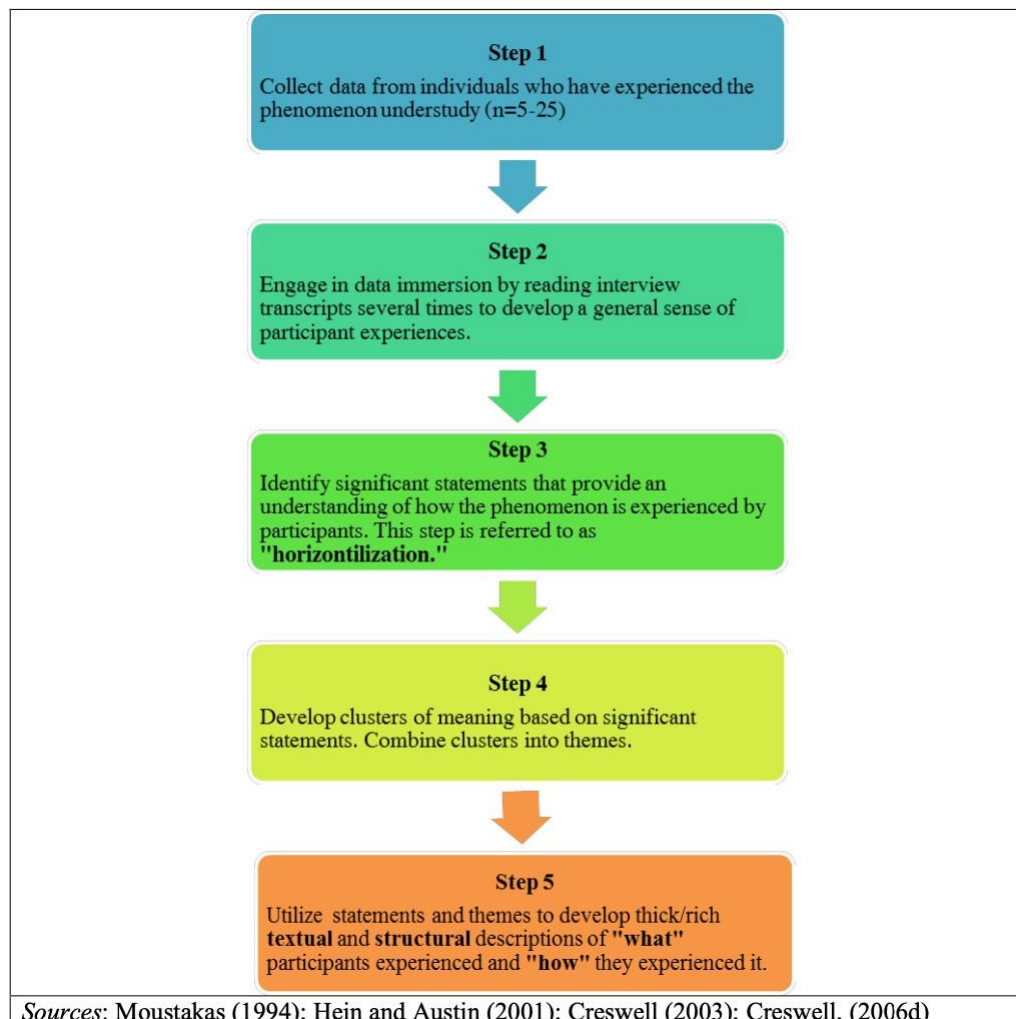 Step 1
Collect data from individuals who have experienced the
phenomenon understudy (n=5-25)
Step 2
Engage in data immersion by reading interview
transcripts several times to develop a general sense of
participant experiences.
Step 3
Identify significant statements that provide an
understanding of how the phenomenon is experienced by
participants. This step is referred to as
"horizontilization."
Step 4
Develop clusters of meaning based on significant
statements. Combine clusters into themes.
Step 5
Utilize statements and themes to develop thick/rich
textual and structural descriptions of "what"
participants experienced and "how" they experienced it.
Sources: Moustakas (1994); Hein and Austin (2001); Creswell (2003); Creswell, (2006d)